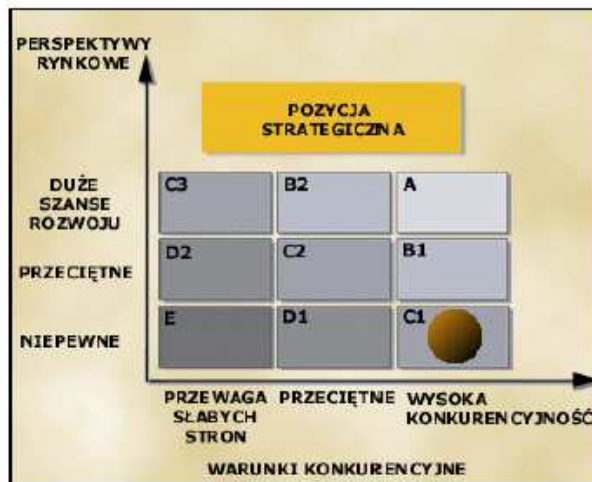 PERSPEKTYWY
RYNKOWE
POZYCJA
STRATEGICZNA
DUŻE
SZANSE
ROZWOJU
C3
B2
A
PRZECIĘTNE
D2
C2
B1
NIEPEWNE
E
D1
C1
PRZEWAGA
SŁABYCH
STRON
PRZECIĘTNE
WYSOKA
KONKURENCYJNOŚĆ
WARUNKI KONKURENCYJNE